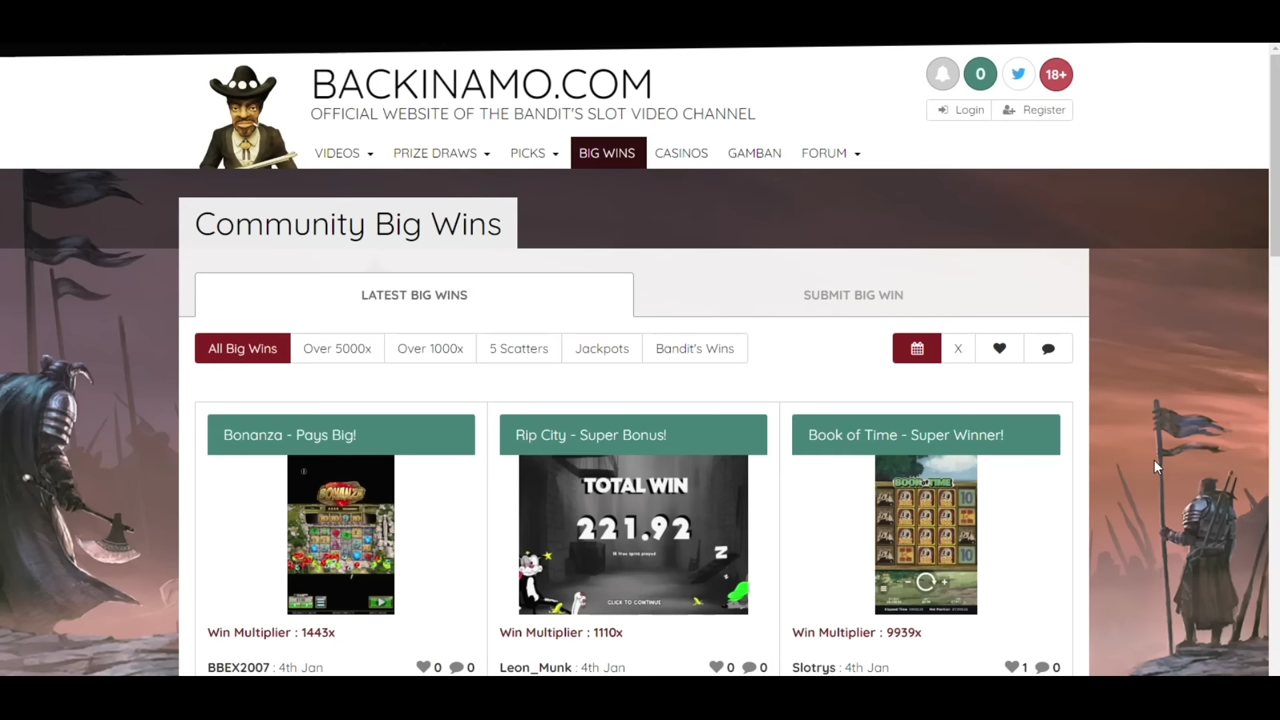 BACKINAMO.COM
OFFICIAL WEBSITE OF THE BANDIT'S SLOT VIDEO CHANNEL
0
18+
Login
Register
VIDEOS
PRIZE DRAWS
PICKS
BIG WINS
CASINOS
GAMBAN
FORUM
Community Big Wins
LATEST BIG WINS
SUBMIT BIG WIN
All Big Wins
Over 5000x
Over 1000x
5 Scatters
Jackpots
Bandit's Wins
X
Bonanza - Pays Big!
Rip City - Super Bonus!
Book of Time - Super Winner!
BONANZA
TOTAL WIN
221.92
CLICK TO CONTINUE
BOOK OF TIME
10
10
Win Multiplier : 1443x
Win Multiplier : 1110x
Win Multiplier : 9939x
BBEX2007 : 4th Jan
0
0
Leon_Munk : 4th Jan
0
0
Slotrys : 4th Jan
1
0